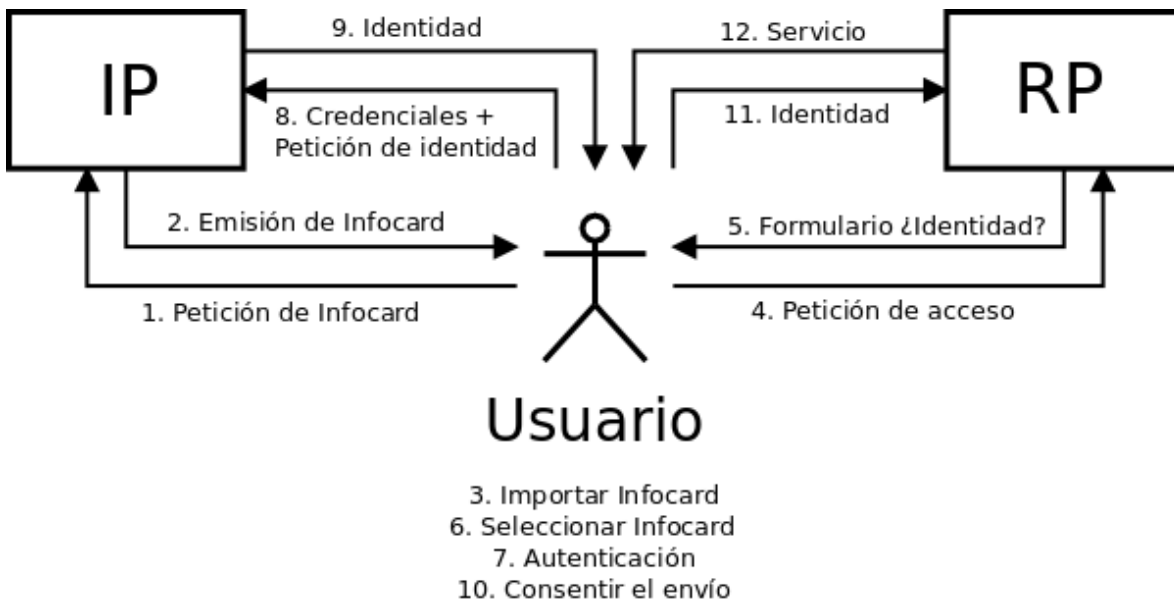 9. Identidad
12. Servicio
IP
RP
8. Credenciales +
Petición de identidad
11. Identidad
2. Emisión de Infocard
5. Formulario ¿Identidad?
1. Petición de Infocard
4. Petición de acceso
Usuario
3. Importar Infocard
6. Seleccionar Infocard
7. Autenticación
10. Consentir el envío